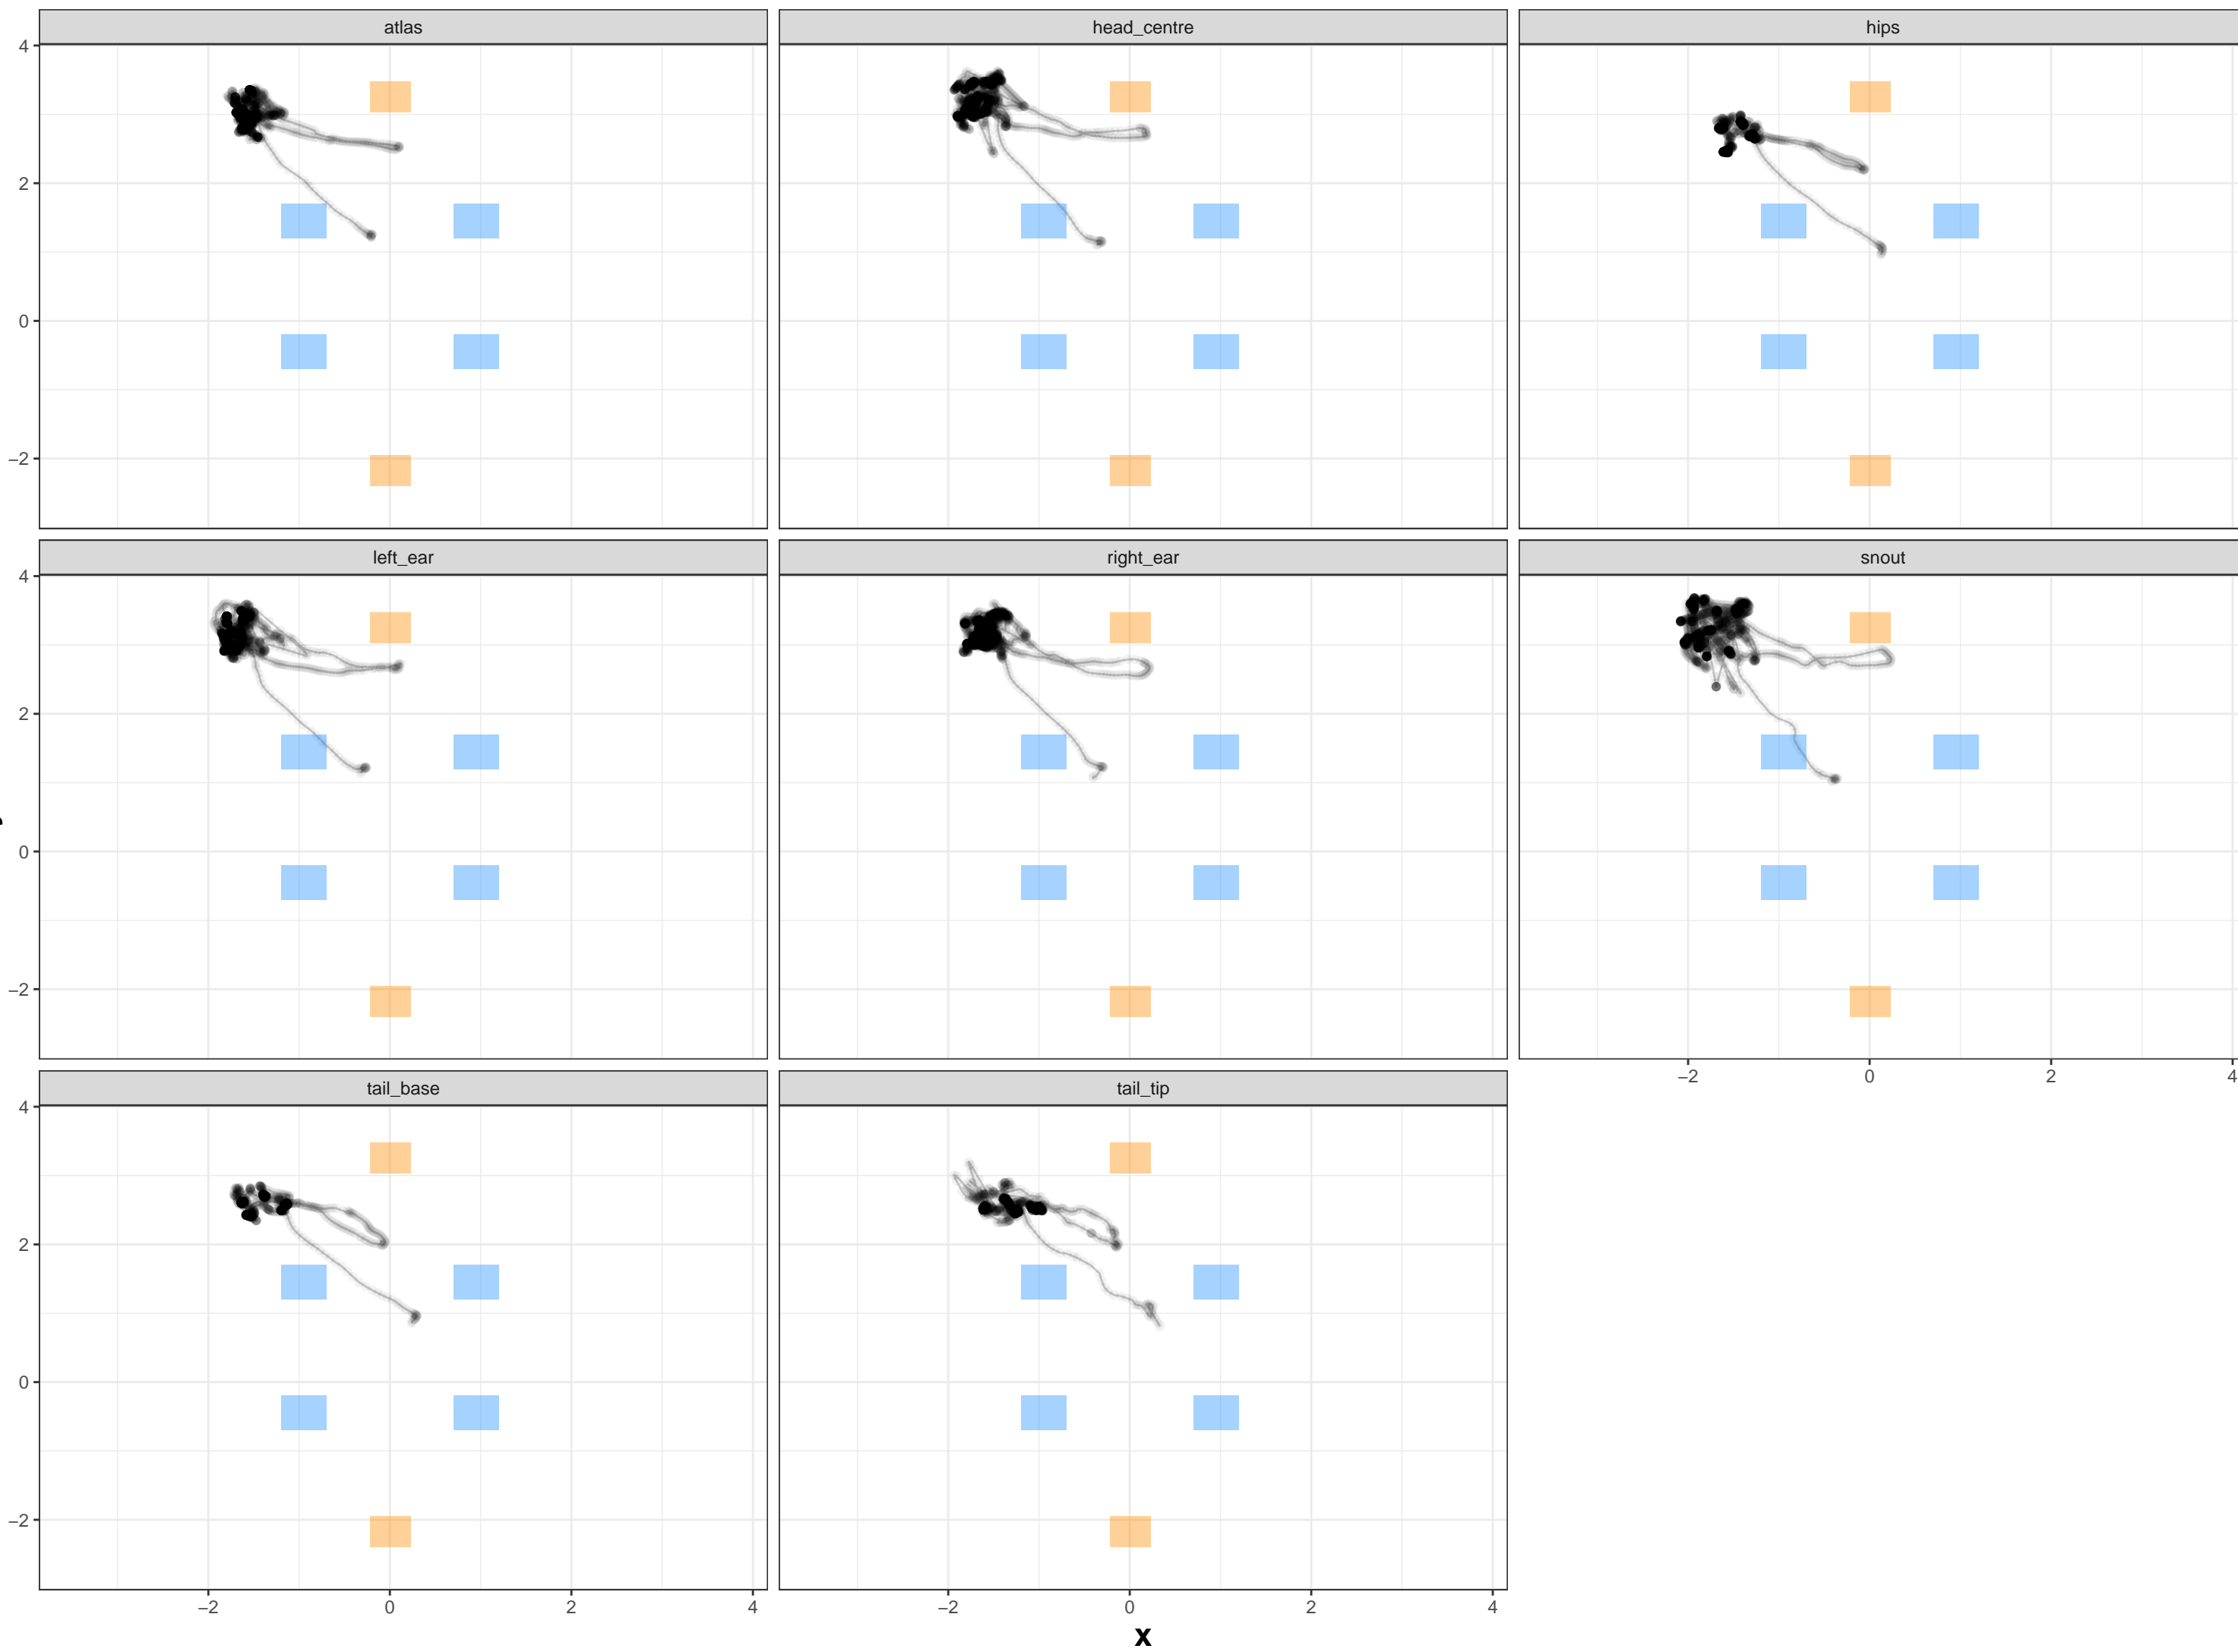 atlas head_centre hips
4
2
0
−2
left_ear right_ear snout
4
2
0
−2
−2 0 2 4
tail_base tail_tip
4
2
0
−2
−2 0 2 4 −2 0 2 4
x